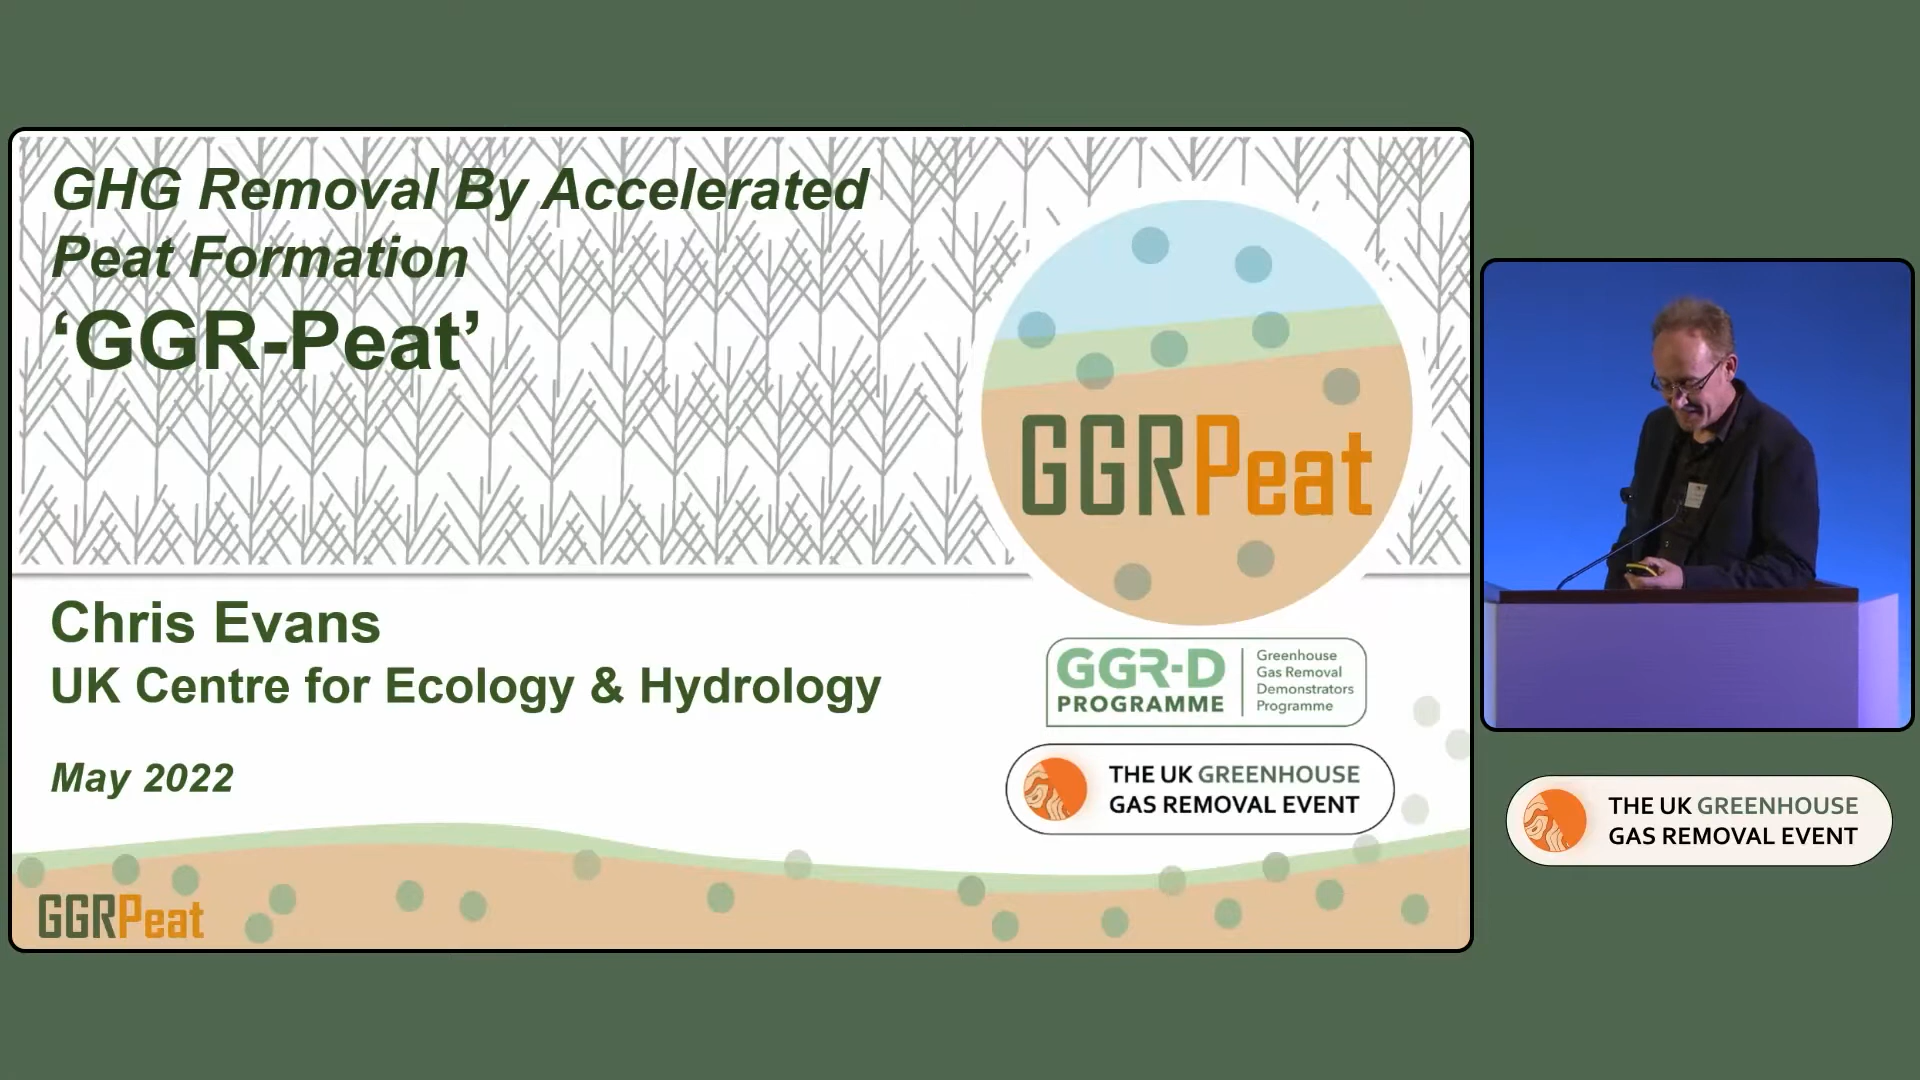 GHG Removal By Accelerated
Peat Formation
‘GGR-Peat’
GGRPeat
Chris Evans
UK Centre for Ecology & Hydrology
May 2022
GGR-D
PROGRAMME
Greenhouse
Gas Removal
Demonstrators
Programme
THE UK GREENHOUSE
GAS REMOVAL EVENT
GGRPeat
THE UK GREENHOUSE
GAS REMOVAL EVENT